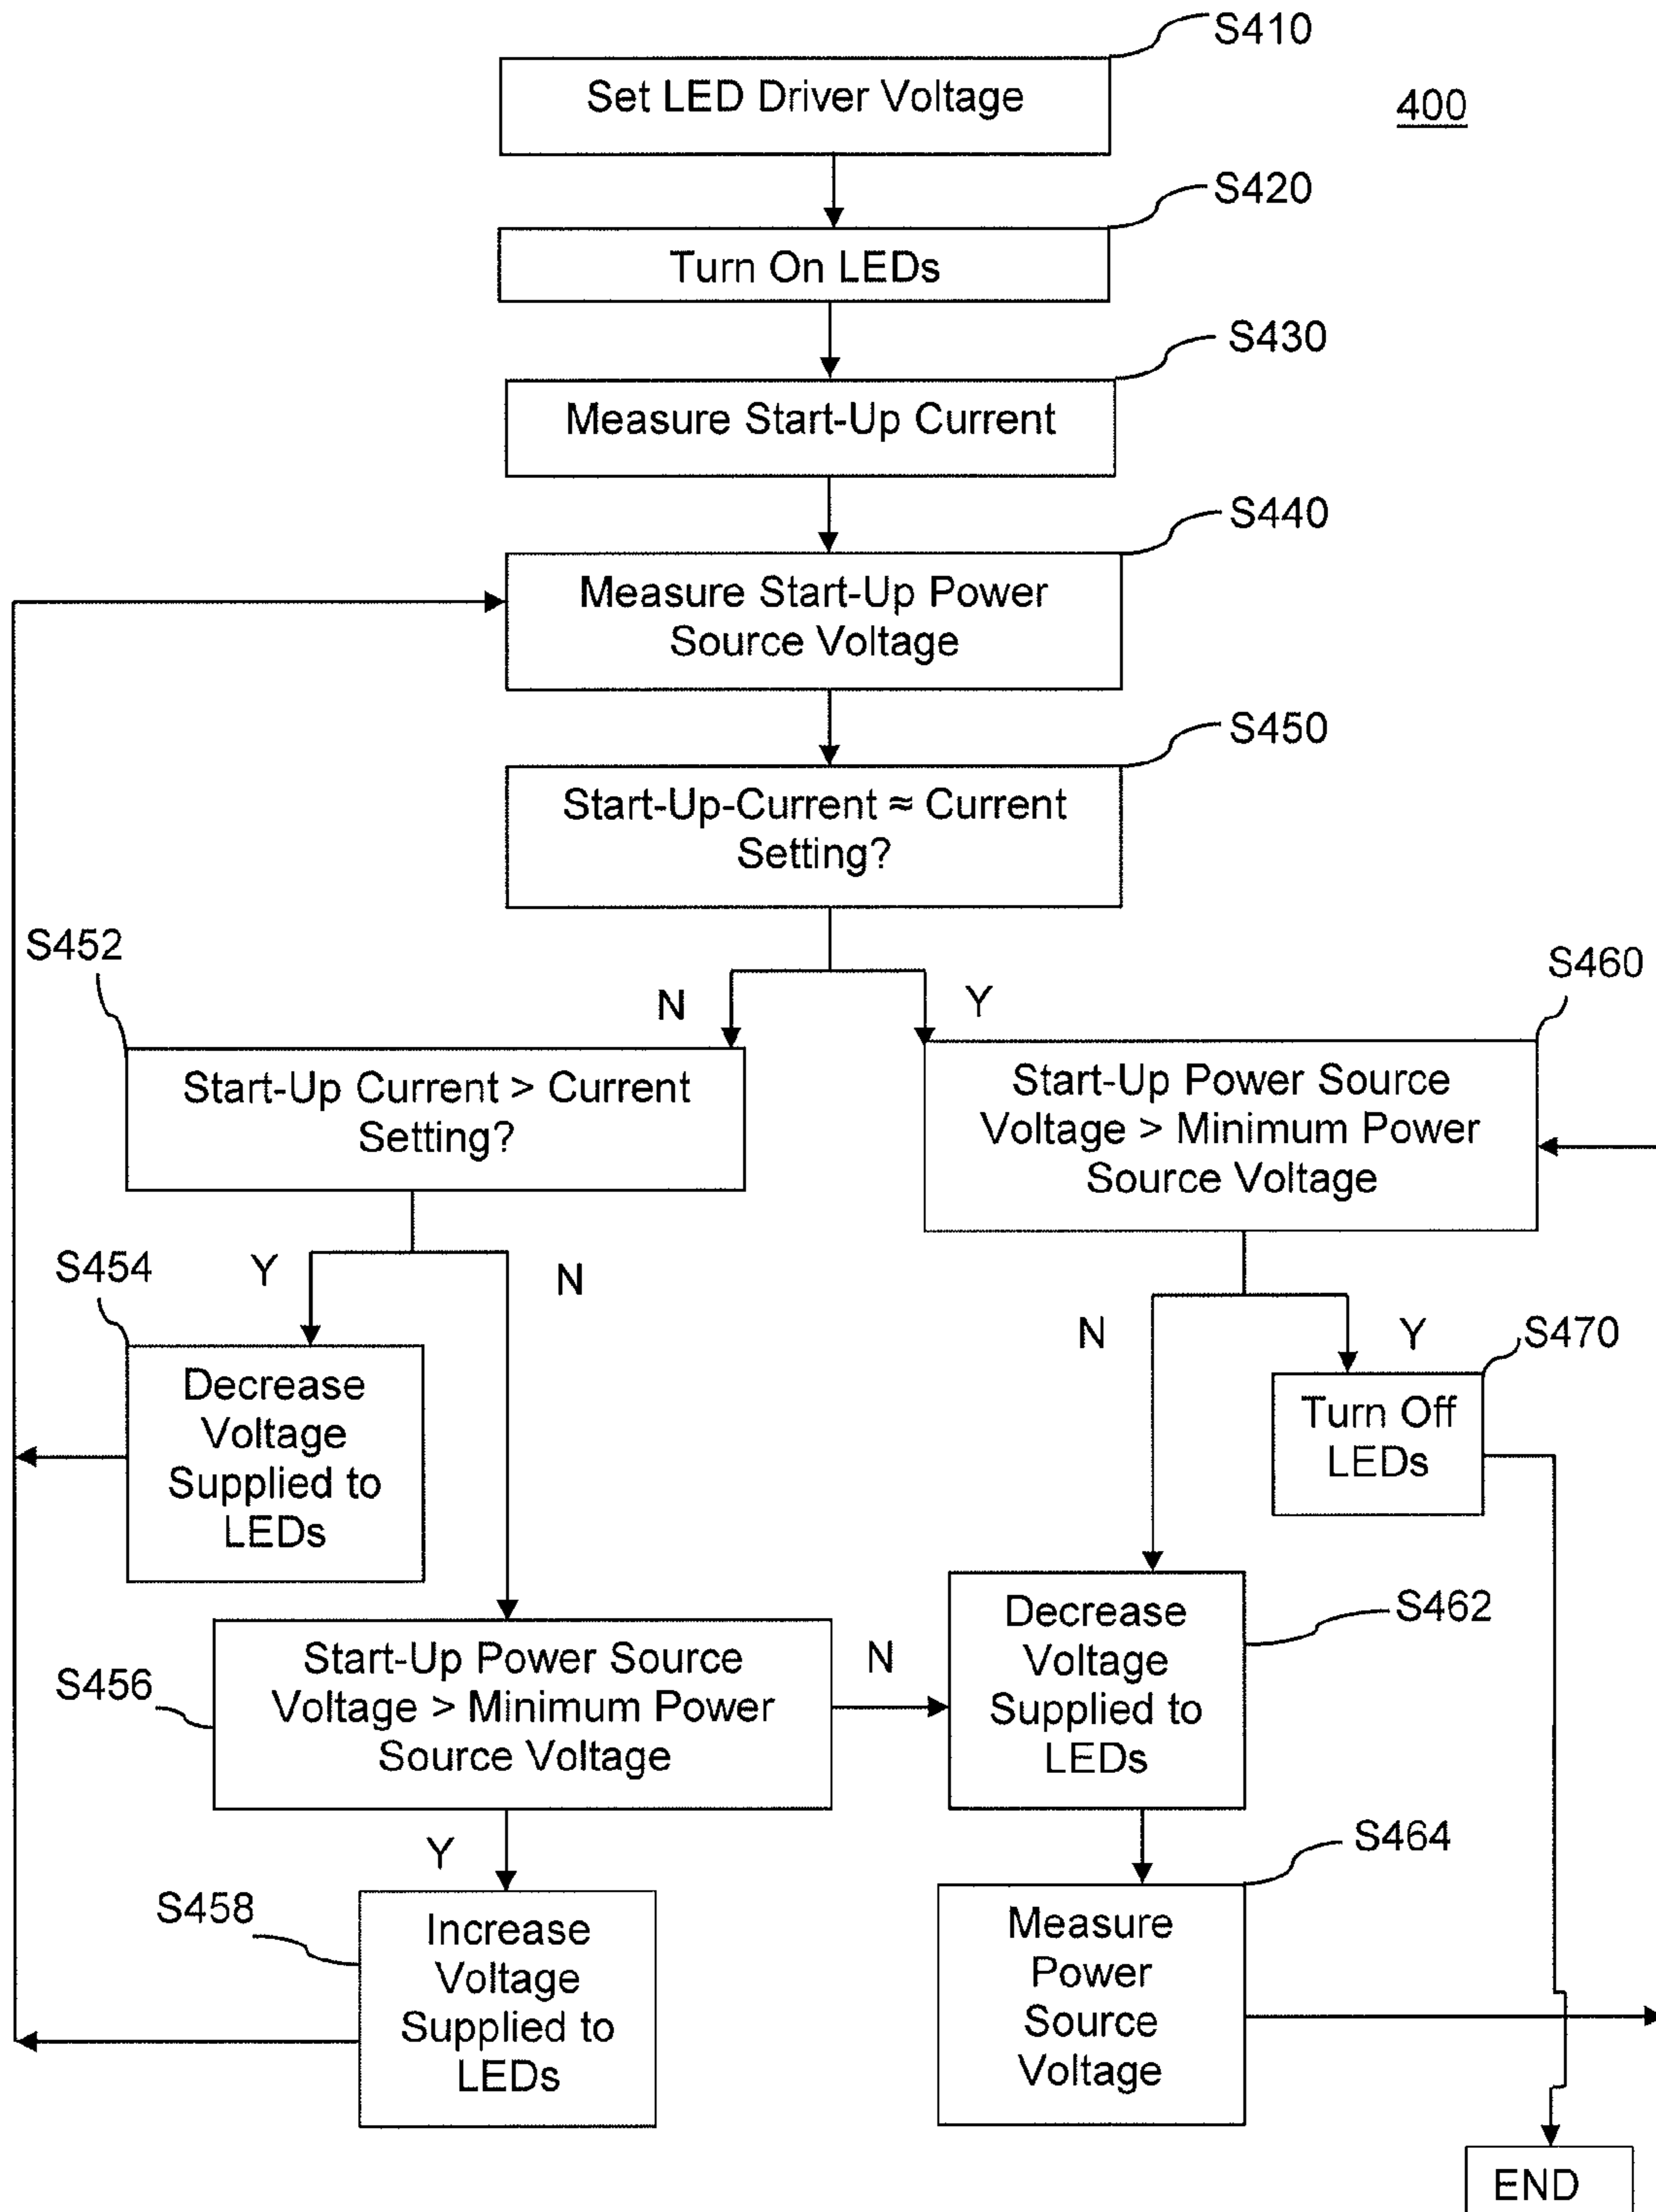 S410
Set LED Driver Voltage
400
S420
Turn On LEDs
S430
Measure Start-Up Current
S440
Measure Start-Up Power
Source Voltage
S450
Start-Up-Current ≈ Current
Setting?
S452
S460
N
Y
Start-Up Current > Current
Setting?
Start-Up Power Source
Voltage > Minimum Power
Source Voltage
S454
Y
N
N
Y
S470
Decrease
Voltage
Supplied to
LEDs
Turn Off
LEDs
S456
Start-Up Power Source
Voltage > Minimum Power
Source Voltage
N
Decrease
Voltage
Supplied to
LEDs
S462
Y
S464
S458
Increase
Voltage
Supplied to
LEDs
Measure
Power
Source
Voltage
END